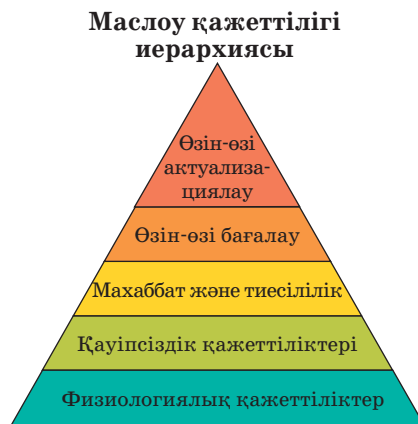 Маслоу қажеттілігі
иерархиясы
Өзін-өзі
актуализа-
циялау
Өзін-өзі бағалау
Махаббат және тиесілілік
Қауіпсіздік қажеттіліктері
Физиологиялық қажеттіліктер